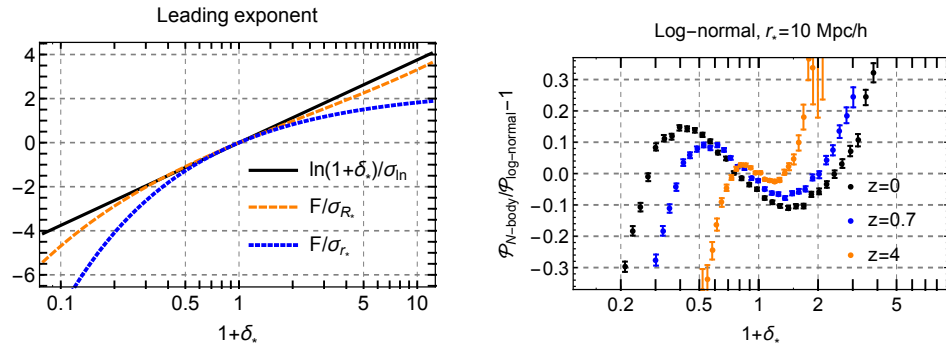 Leading exponent
4
2
0
-2
-4
-6
ln(1+δ*)/σln
F/σR*
F/σr*
0.1 0.5 1 5 10
1+δ*
Log-normal, r*=10 Mpc/h
𝒫N-body/𝒫log-normal-1
0.3
0.2
0.1
0.0
-0.1
-0.2
-0.3
z=0
z=0.7
z=4
0.2 0.5 1 2 5
1+δ*